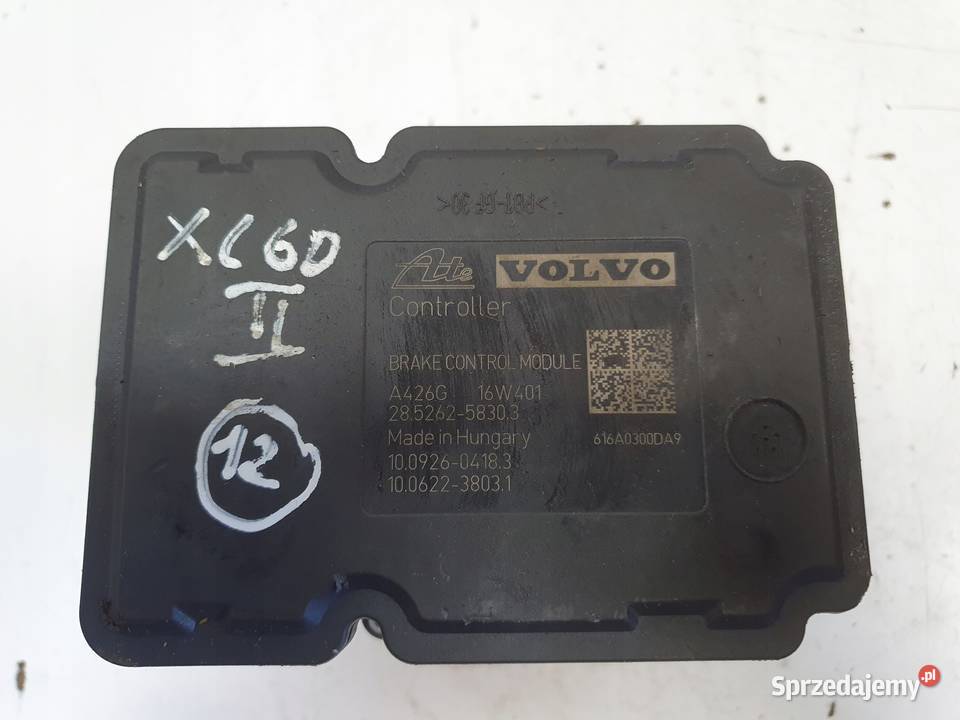 >PBT-GF30<
XC60
II
12
Ate VOLVO
Controller
BRAKE CONTROL MODULE
A426G 16W401
28.5262-5830.3
Made in Hungary 616A0300DA9
10.0926-0418.3
10.0622-3803.1
Sprzedajemy.pl